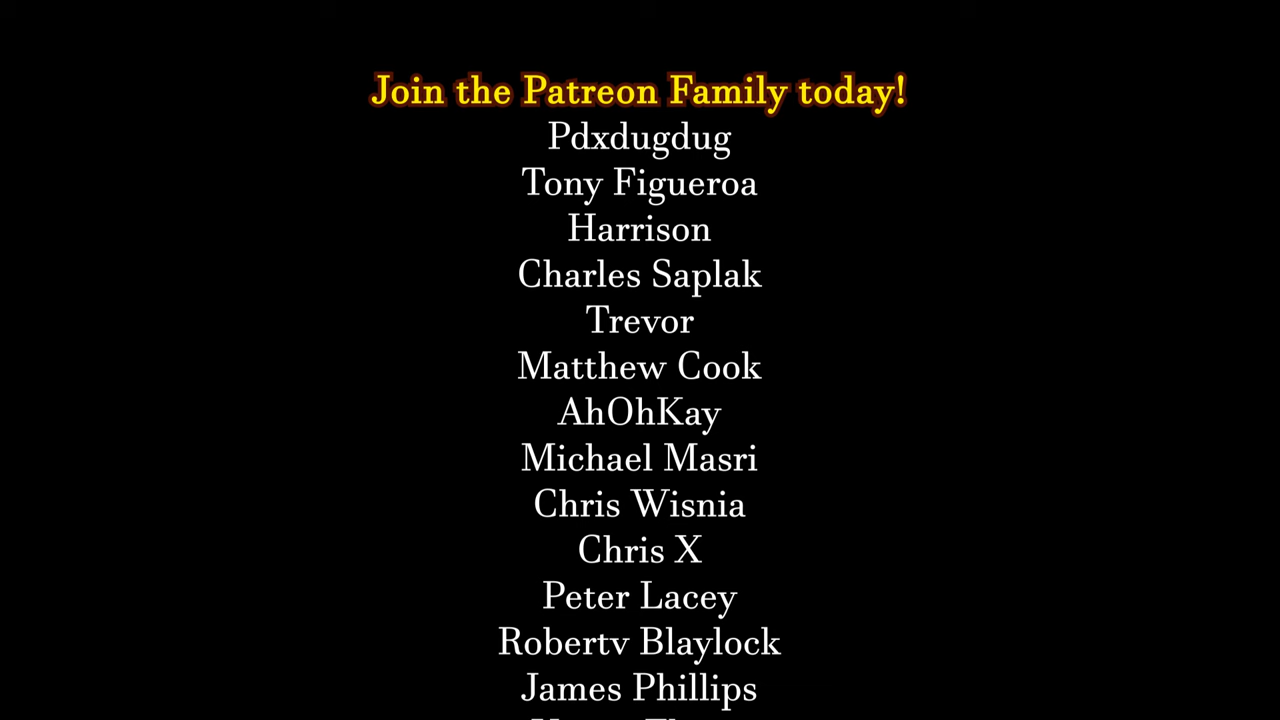 Join the Patreon Family today!
Pdxdugdug
Tony Figueroa
Harrison
Charles Saplak
Trevor
Matthew Cook
AhOhKay
Michael Masri
Chris Wisnia
Chris X
Peter Lacey
Robertv Blaylock
James Phillips